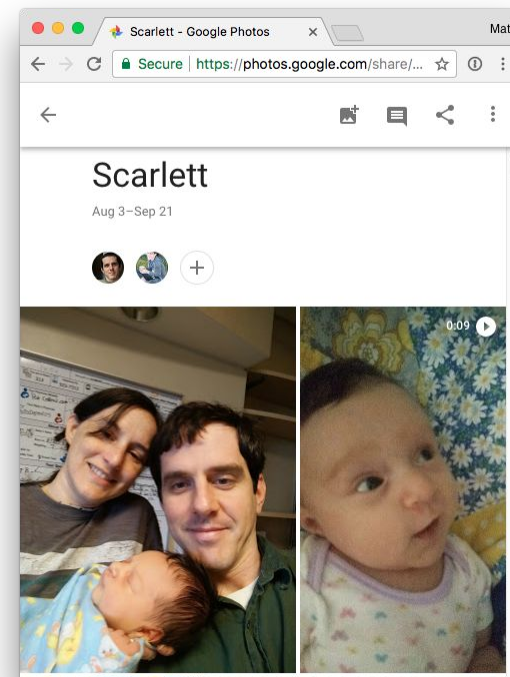 Scarlett - Google Photos
Mat
Secure
https://photos.google.com/share/...
Scarlett
Aug 3–Sep 21
0:09